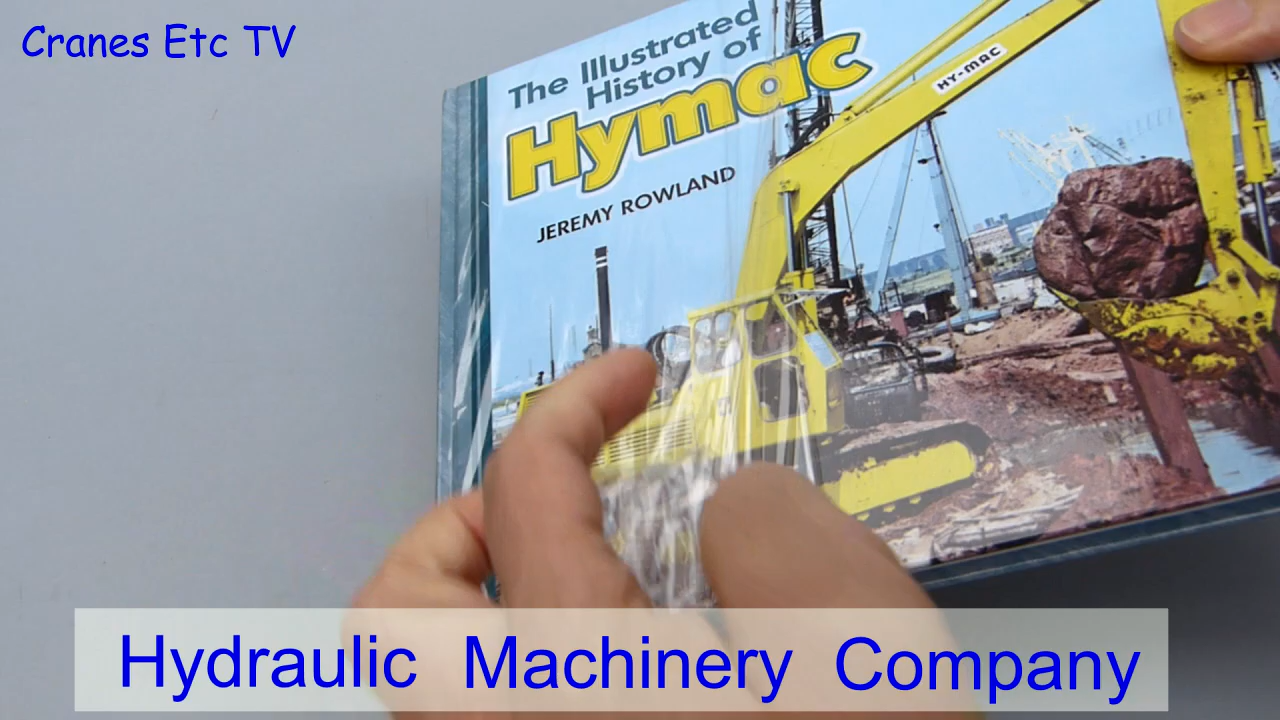 Cranes Etc TV
The Illustrated
History of
Hymac
JEREMY ROWLAND
HY-MAC
Hydraulic Machinery Company